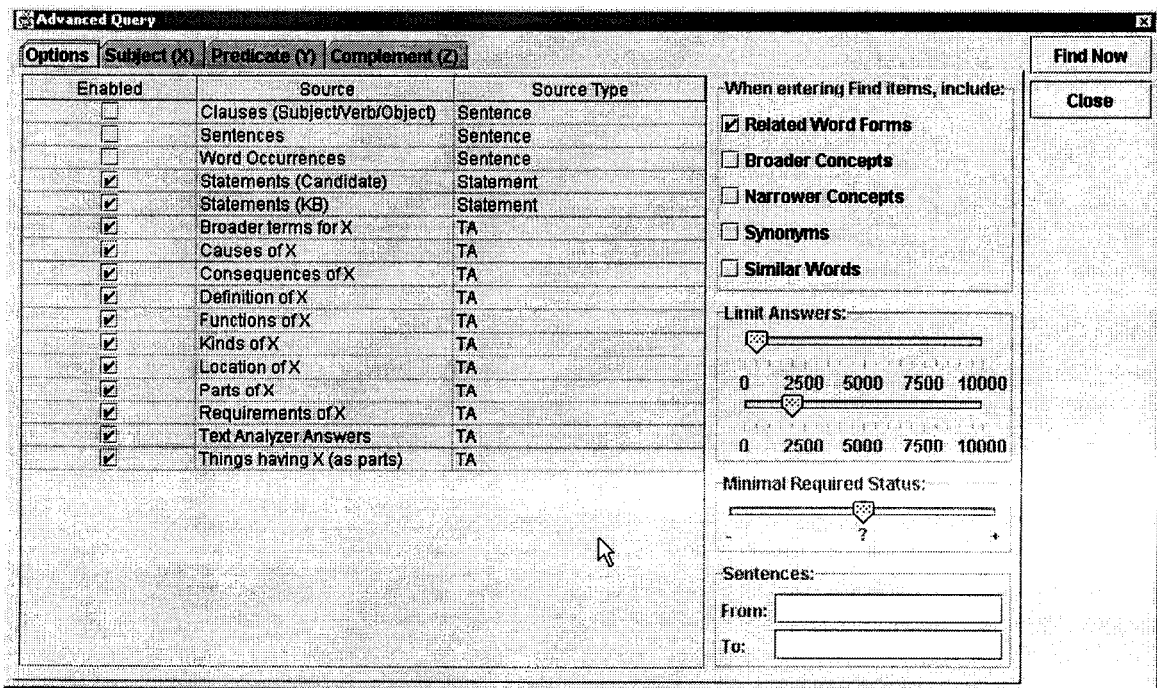 Advanced Query
Options Subject (X) Predicate (Y) Complement (Z)
Find Now
Close
Enabled Source Source Type
Clauses (Subject/Verb/Object) Sentence
Sentences Sentence
Word Occurrences Sentence
Statements (Candidate) Statement
Statements (KB) Statement
Broader terms for X TA
Causes of X TA
Consequences of X TA
Definition of X TA
Functions of X TA
Kinds of X TA
Location of X TA
Parts of X TA
Requirements of X TA
Text Analyzer Answers TA
Things having X (as parts) TA
When entering Find items, include:
Related Word Forms
Broader Concepts
Narrower Concepts
Synonyms
Similar Words
Limit Answers:
0 2500 5000 7500 10000
0 2500 5000 7500 10000
Minimal Required Status:
- ? +
Sentences:
From:
To: